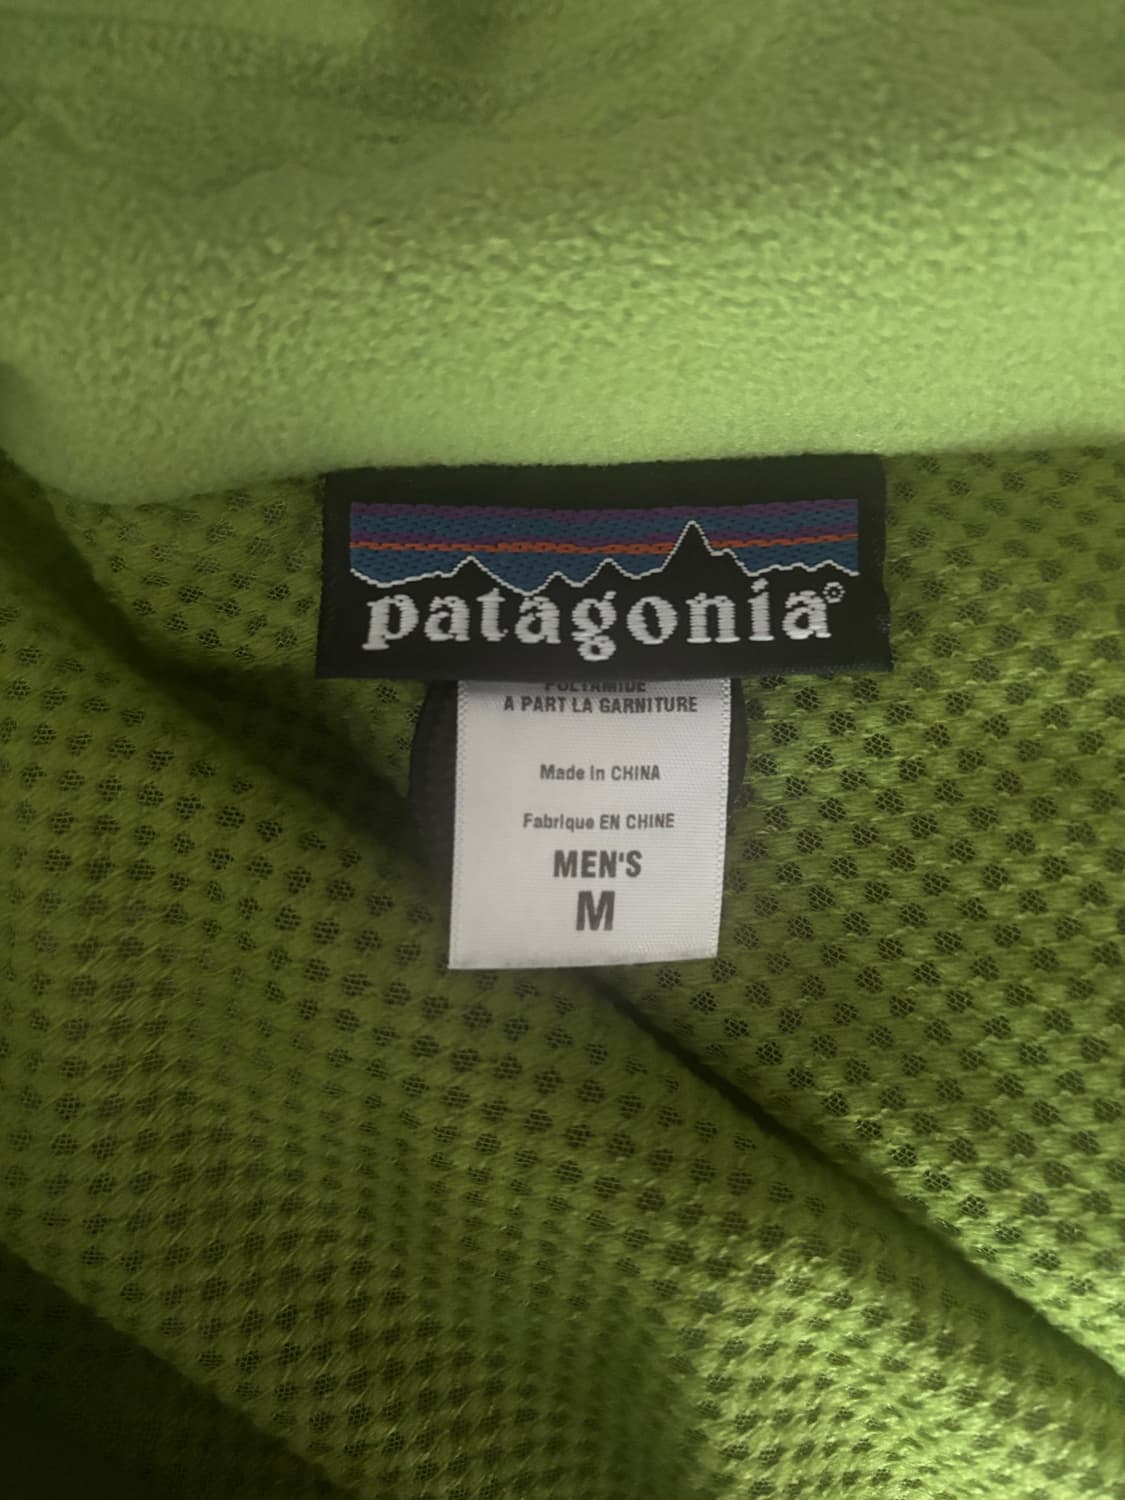 patagonia®
POLYAMIDE
A PART LA GARNITURE
Made in CHINA
Fabrique EN CHINE
MEN'S
M